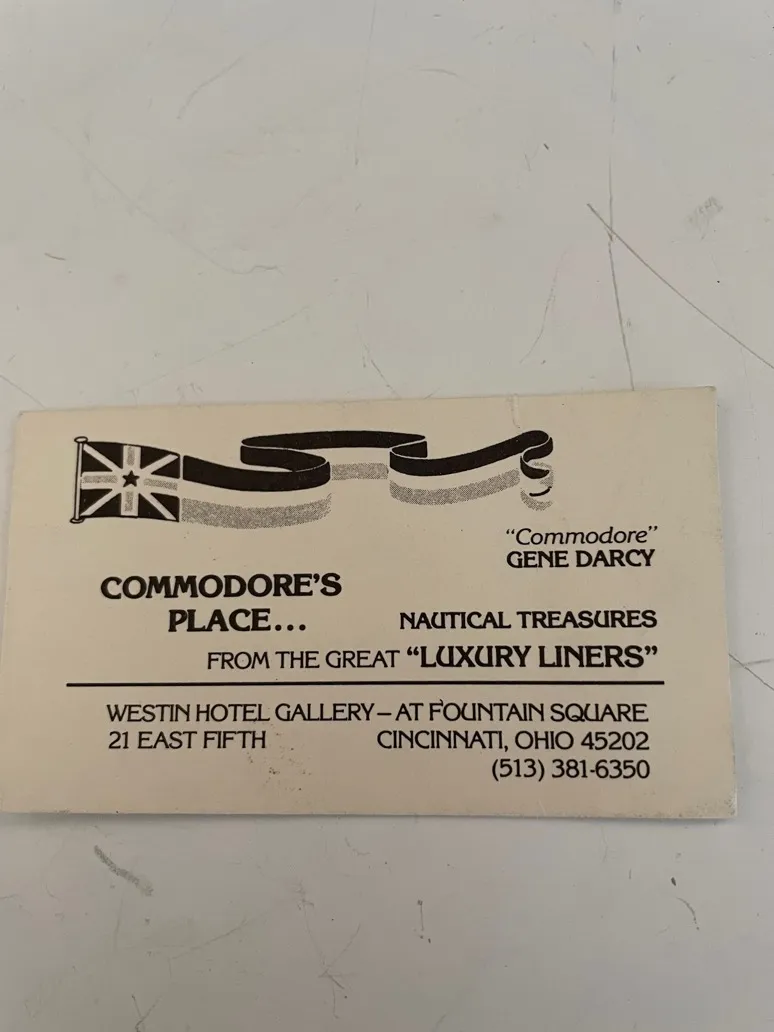 "Commodore"
GENE DARCY
COMMODORE'S
PLACE...
NAUTICAL TREASURES
FROM THE GREAT "LUXURY LINERS"
WESTIN HOTEL GALLERY – AT FOUNTAIN SQUARE
21 EAST FIFTH CINCINNATI, OHIO 45202
(513) 381-6350